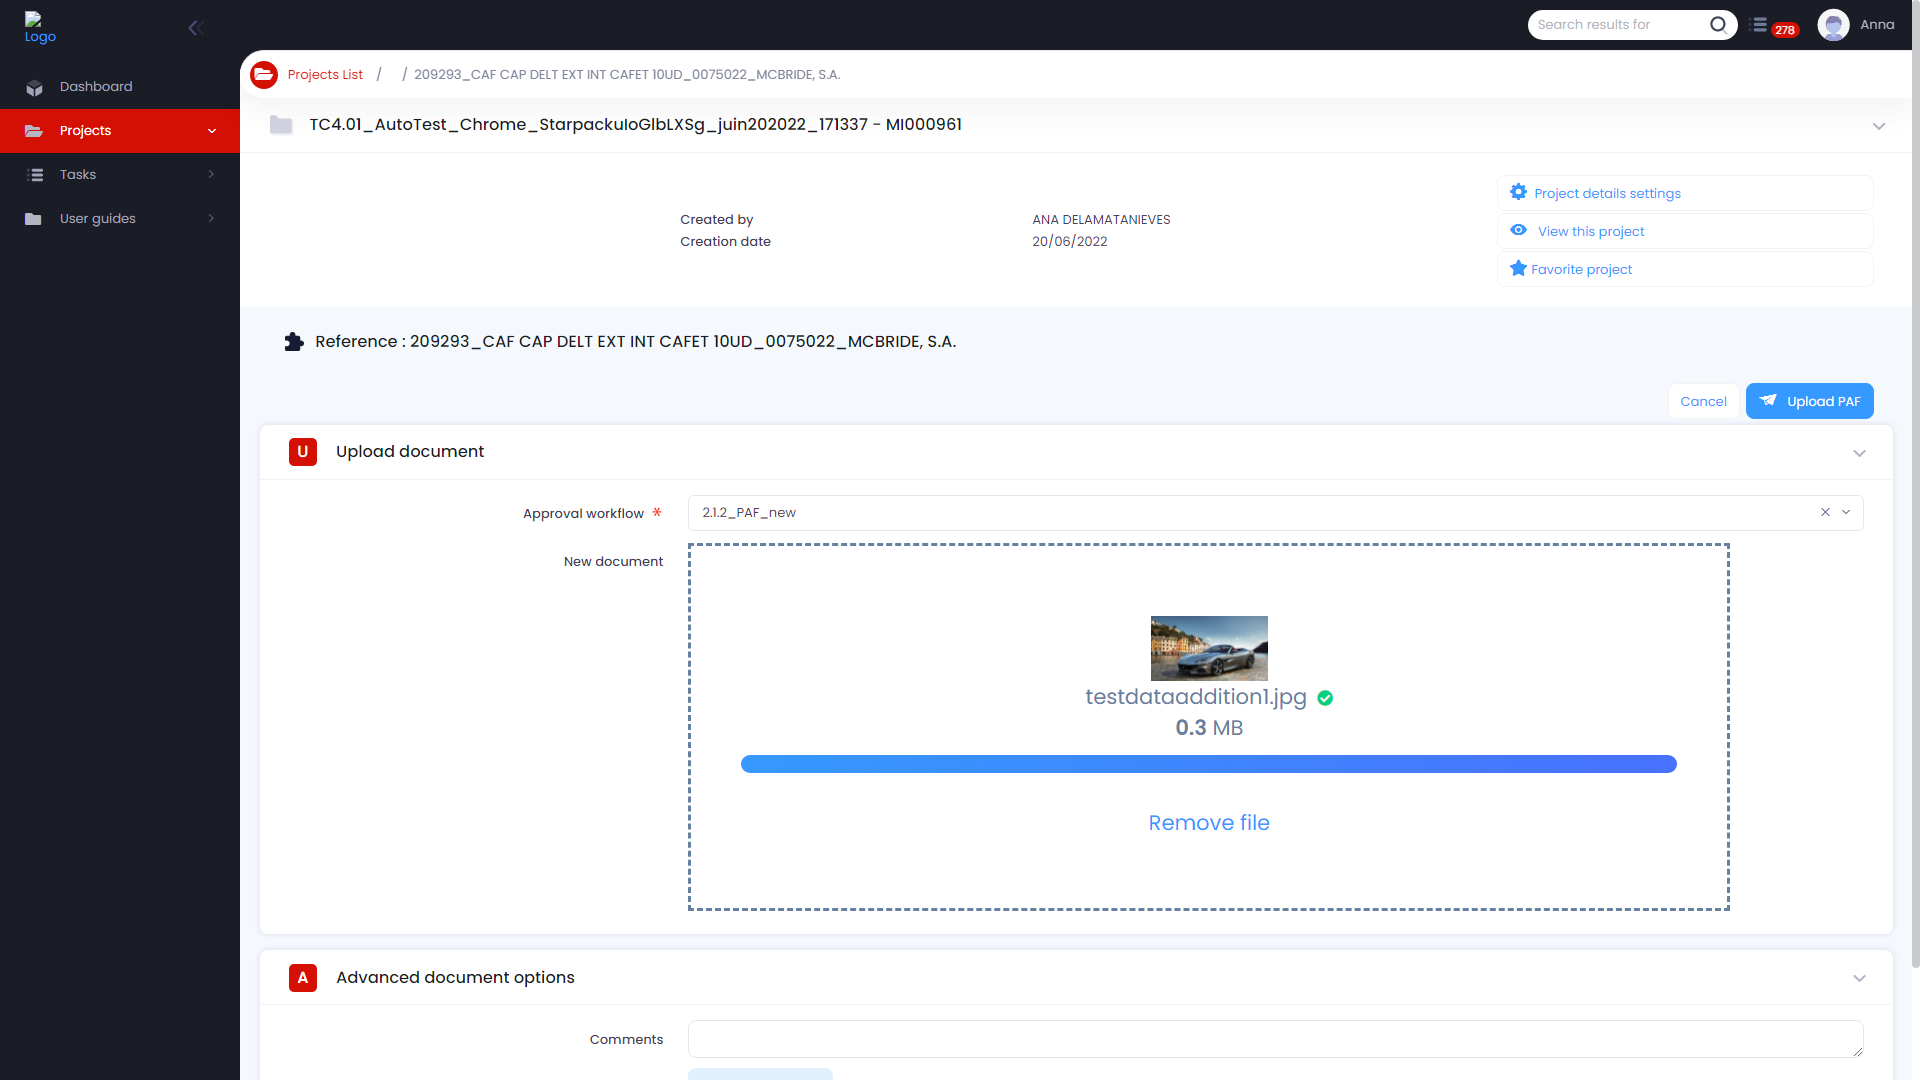 Logo
Search results for
278
Anna
Dashboard
Projects
Tasks
User guides
Projects List / / 209293_CAF CAP DELT EXT INT CAFET 10UD_0075022_MCBRIDE, S.A.
TC4.01_AutoTest_Chrome_StarpackuIoGlbLXSg_juin202022_171337 - MI000961
Created by ANA DELAMATANIEVES
Creation date 20/06/2022
Project details settings
View this project
Favorite project
Reference : 209293_CAF CAP DELT EXT INT CAFET 10UD_0075022_MCBRIDE, S.A.
Cancel
Upload PAF
U Upload document
Approval workflow * 2.1.2_PAF_new
New document
testdataaddition1.jpg
0.3 MB
Remove file
A Advanced document options
Comments